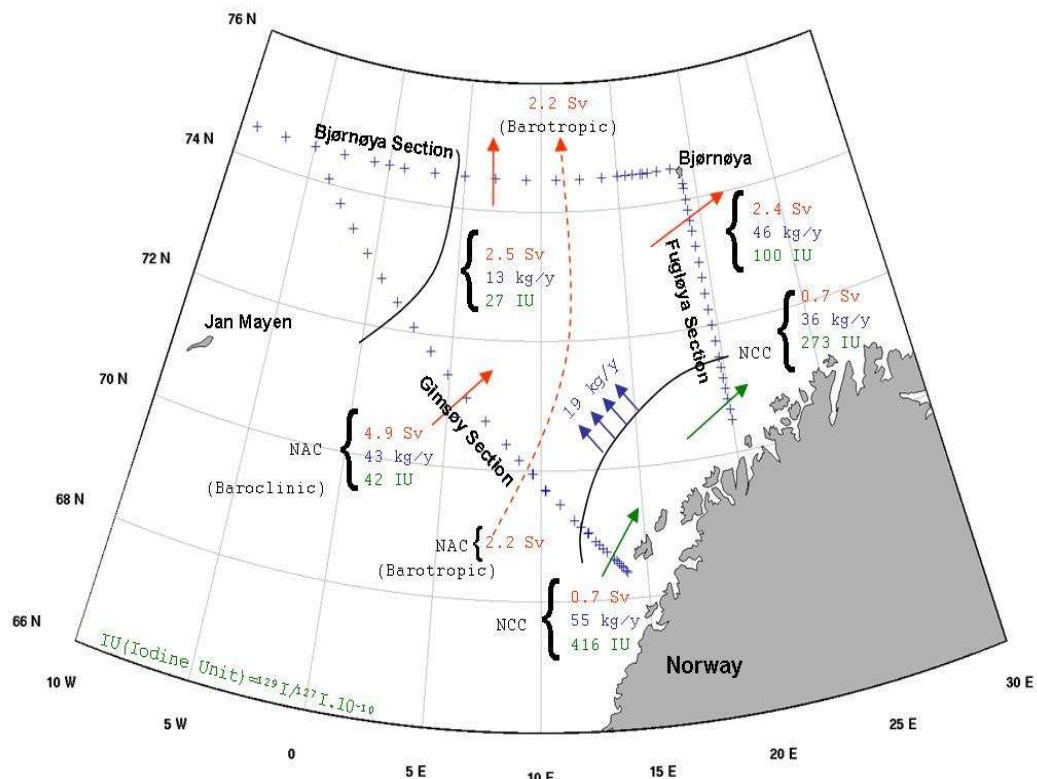 76 N
74 N
72 N
70 N
68 N
66 N
2.2 Sv
(Barotropic)
Bjørnøya Section
Bjørnøya
2.4 Sv
46 kg/y
100 IU
2.5 Sv
13 kg/y
27 IU
Fugløya Section
0.7 Sv
36 kg/y
273 IU
NCC
Jan Mayen
19 kg/y
Gimsøy Section
NAC
4.9 Sv
43 kg/y
42 IU
(Baroclinic)
NAC
2.2 Sv
(Barotropic)
NCC
0.7 Sv
55 kg/y
416 IU
Norway
IU(Iodine Unit)=¹²⁹I/¹²⁷I.10⁻¹⁰
10 W
5 W
0
5 E
10 E
15 E
20 E
25 E
30 E